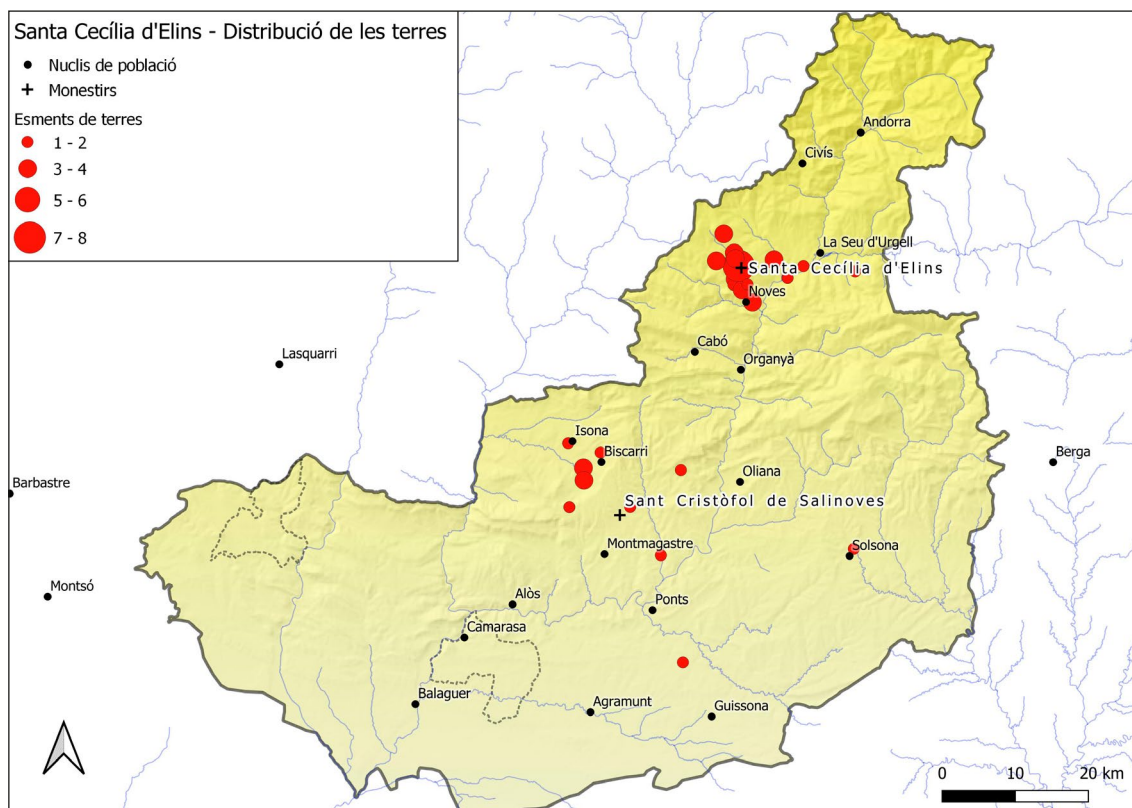 Santa Cecília d'Elins - Distribució de les terres
Nuclis de població
Monestirs
Esments de terres
1 - 2
3 - 4
5 - 6
7 - 8
Andorra
Civís
La Seu d'Urgell
Santa Cecília d'Elins
Noves
Cabó
Organyà
Lasquarri
Isona
Biscarri
Berga
Oliana
Barbastre
Sant Cristòfol de Salinoves
Montmagastre
Solsona
Montsó
Alòs
Ponts
Camarasa
Balaguer
Agramunt
Guissona
0 10 20 km